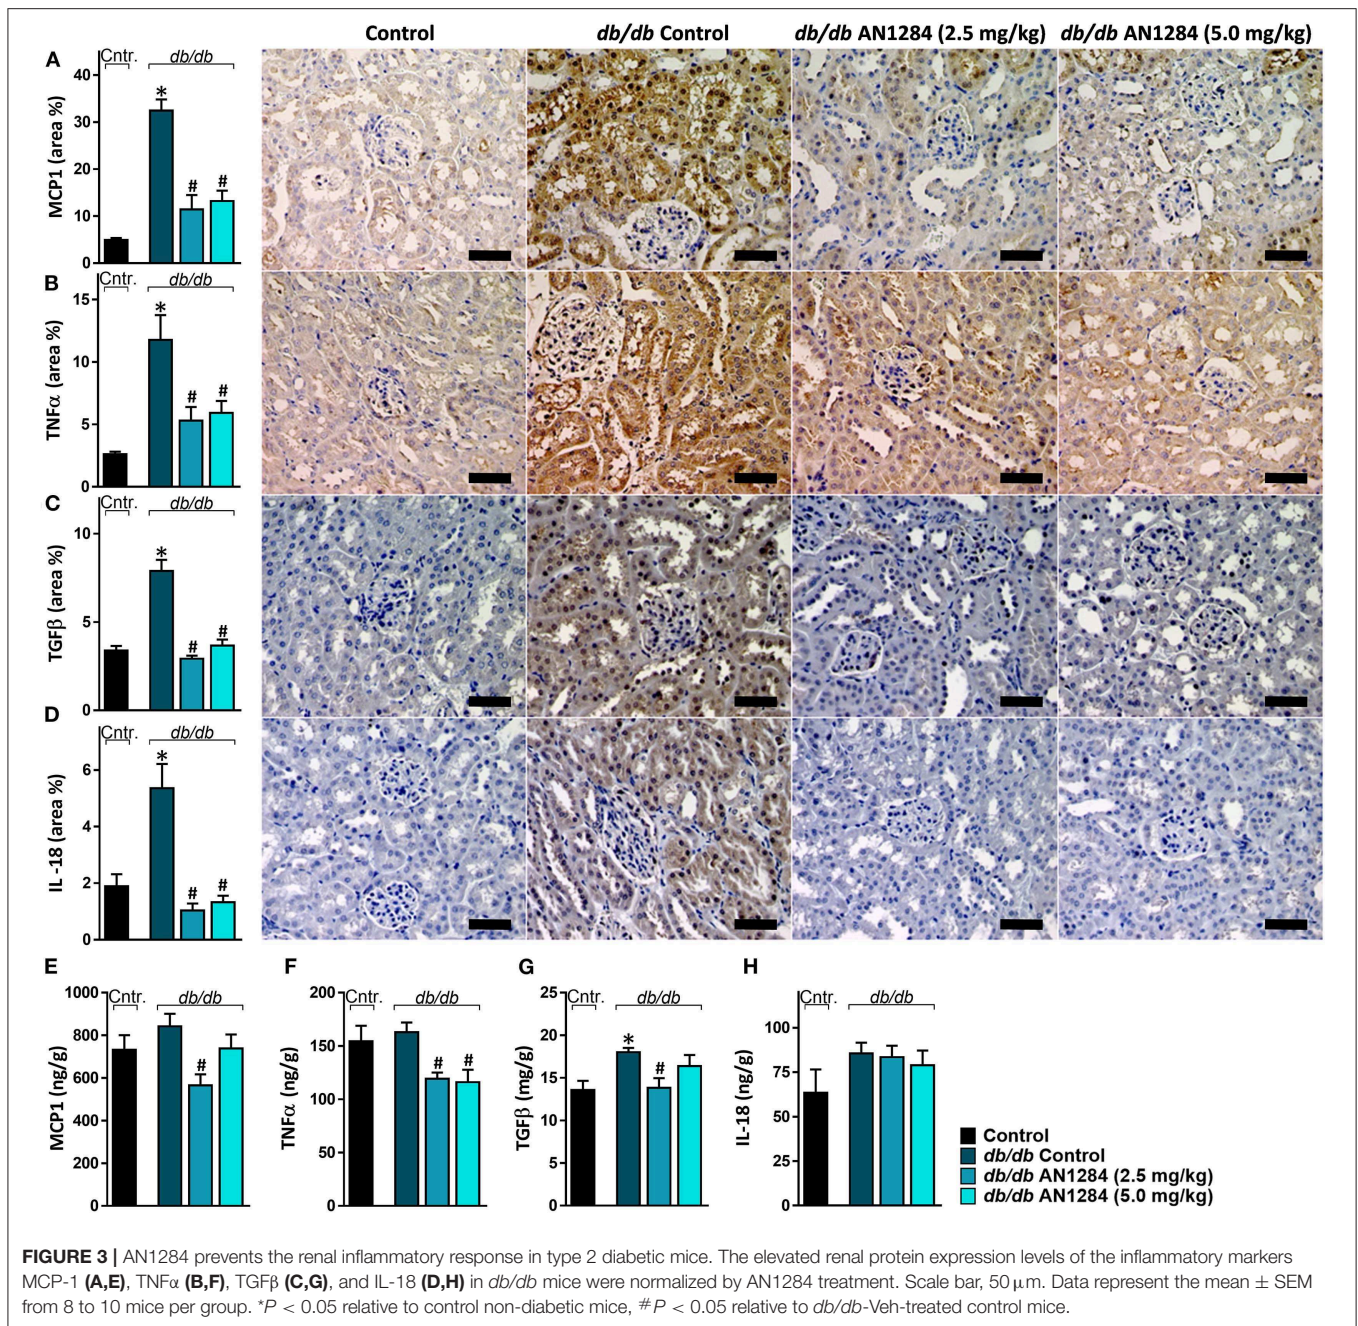 Control
db/db Control
db/db AN1284 (2.5 mg/kg)
db/db AN1284 (5.0 mg/kg)
A
Cntr.
db/db
MCP1 (area %)
40
30
20
10
0
*
#
#
B
Cntr.
db/db
TNFα (area %)
15
10
5
0
*
#
#
C
Cntr.
db/db
TGFβ (area %)
10
5
0
*
#
#
D
Cntr.
db/db
IL-18 (area %)
6
4
2
0
*
#
#
E
Cntr.
db/db
MCP1 (ng/g)
1000
800
600
400
200
0
#
F
Cntr.
db/db
TNFα (ng/g)
200
150
100
50
0
#
#
G
Cntr.
db/db
TGFβ (mg/g)
25
20
15
10
5
0
*
#
H
Cntr.
db/db
IL-18 (ng/g)
100
75
50
25
0
Control
db/db Control
db/db AN1284 (2.5 mg/kg)
db/db AN1284 (5.0 mg/kg)
FIGURE 3 | AN1284 prevents the renal inflammatory response in type 2 diabetic mice. The elevated renal protein expression levels of the inflammatory markers
MCP-1 (A,E), TNFα (B,F), TGFβ (C,G), and IL-18 (D,H) in db/db mice were normalized by AN1284 treatment. Scale bar, 50 μm. Data represent the mean ± SEM
from 8 to 10 mice per group. *P < 0.05 relative to control non-diabetic mice, #P < 0.05 relative to db/db-Veh-treated control mice.